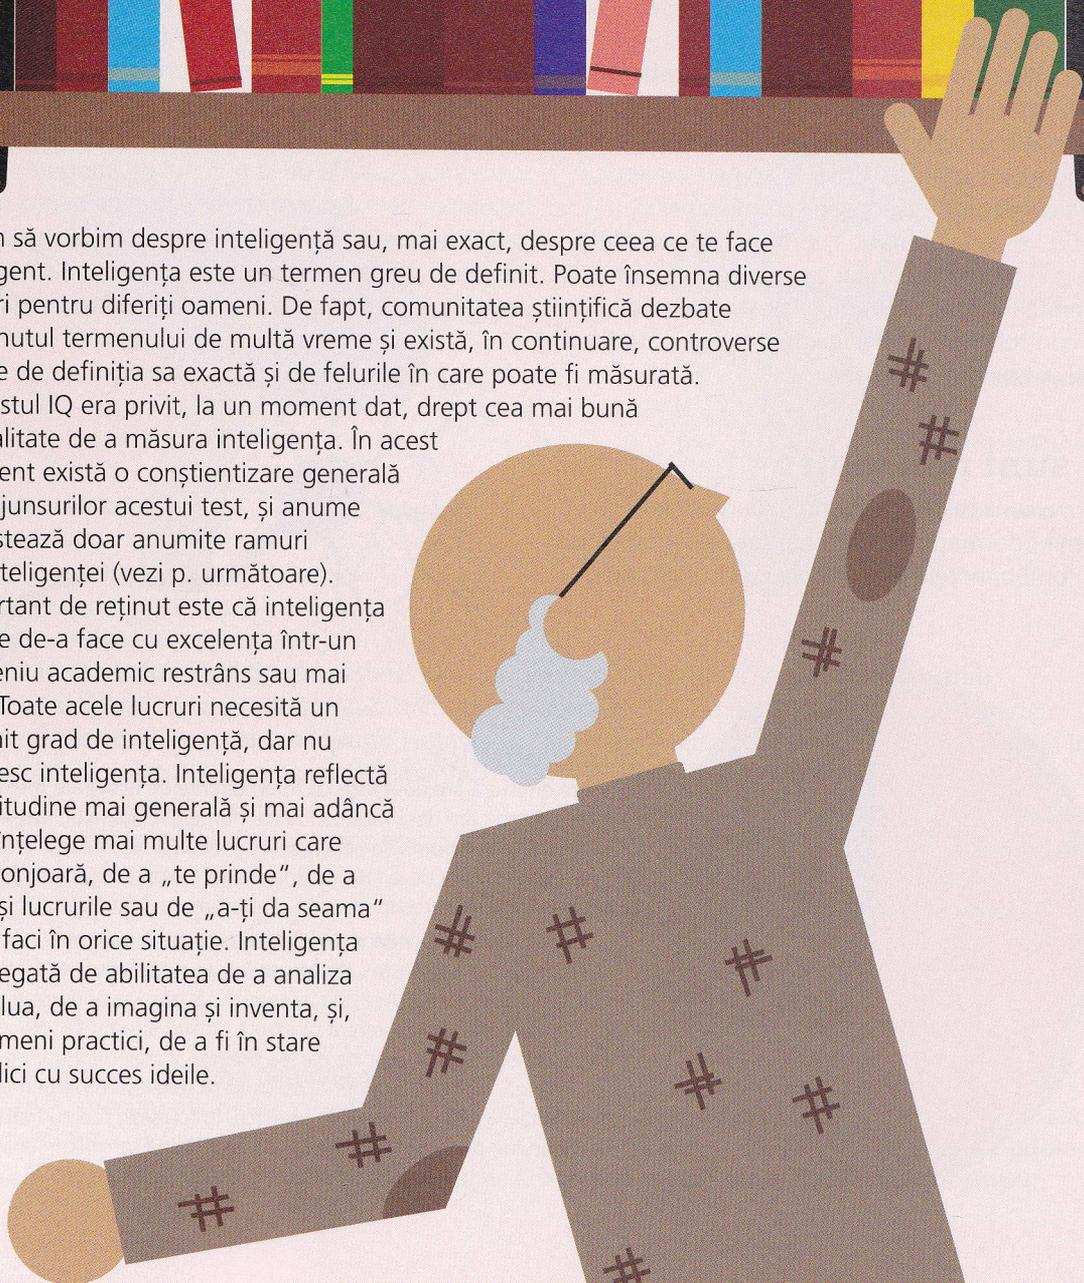 n să vorbim despre inteligență sau, mai exact, despre ceea ce te face
gent. Inteligența este un termen greu de definit. Poate însemna diverse
ri pentru diferiți oameni. De fapt, comunitatea științifică dezbate
nutul termenului de multă vreme și există, în continuare, controverse
e de definiția sa exactă și de felurile în care poate fi măsurată.
stul IQ era privit, la un moment dat, drept cea mai bună
alitate de a măsura inteligența. În acest
ent există o conștientizare generală
junsurilor acestui test, și anume
stează doar anumite ramuri
teligenței (vezi p. următoare).
rtant de reținut este că inteligența
e de-a face cu excelența într-un
eniu academic restrâns sau mai
Toate acele lucruri necesită un
nit grad de inteligență, dar nu
esc inteligența. Inteligența reflectă
itudine mai generală și mai adâncă
înțelege mai multe lucruri care
onjoară, de a „te prinde“, de a
și lucrurile sau de „a-ți da seama“
faci în orice situație. Inteligența
egată de abilitatea de a analiza
lua, de a imagina și inventa, și,
meni practici, de a fi în stare
lici cu succes ideile.